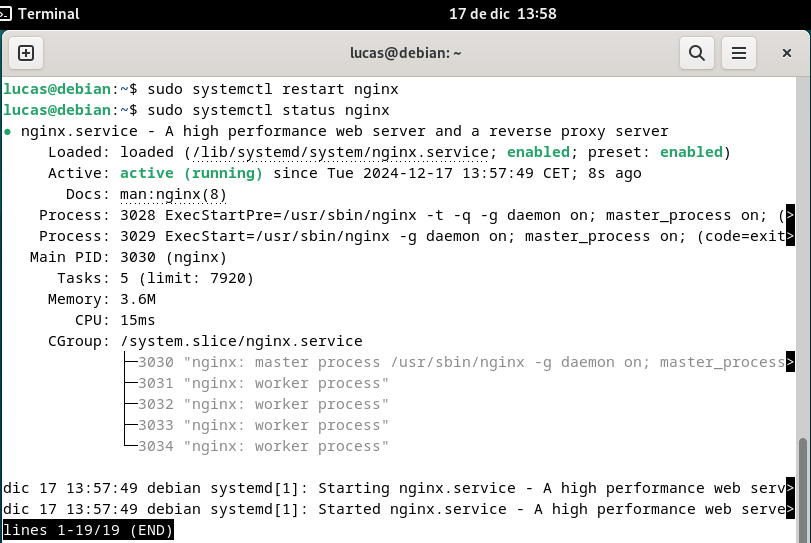 Terminal
17 de dic 13:58
lucas@debian: ~
lucas@debian:~$ sudo systemctl restart nginx
lucas@debian:~$ sudo systemctl status nginx
● nginx.service - A high performance web server and a reverse proxy server
     Loaded: loaded (/lib/systemd/system/nginx.service; enabled; preset: enabled)
     Active: active (running) since Tue 2024-12-17 13:57:49 CET; 8s ago
       Docs: man:nginx(8)
    Process: 3028 ExecStartPre=/usr/sbin/nginx -t -q -g daemon on; master_process on; (>
    Process: 3029 ExecStart=/usr/sbin/nginx -g daemon on; master_process on; (code=exit>
   Main PID: 3030 (nginx)
      Tasks: 5 (limit: 7920)
     Memory: 3.6M
        CPU: 15ms
     CGroup: /system.slice/nginx.service
             ├─3030 "nginx: master process /usr/sbin/nginx -g daemon on; master_process>
             ├─3031 "nginx: worker process"
             ├─3032 "nginx: worker process"
             ├─3033 "nginx: worker process"
             └─3034 "nginx: worker process"
dic 17 13:57:49 debian systemd[1]: Starting nginx.service - A high performance web serv>
dic 17 13:57:49 debian systemd[1]: Started nginx.service - A high performance web serve>
lines 1-19/19 (END)